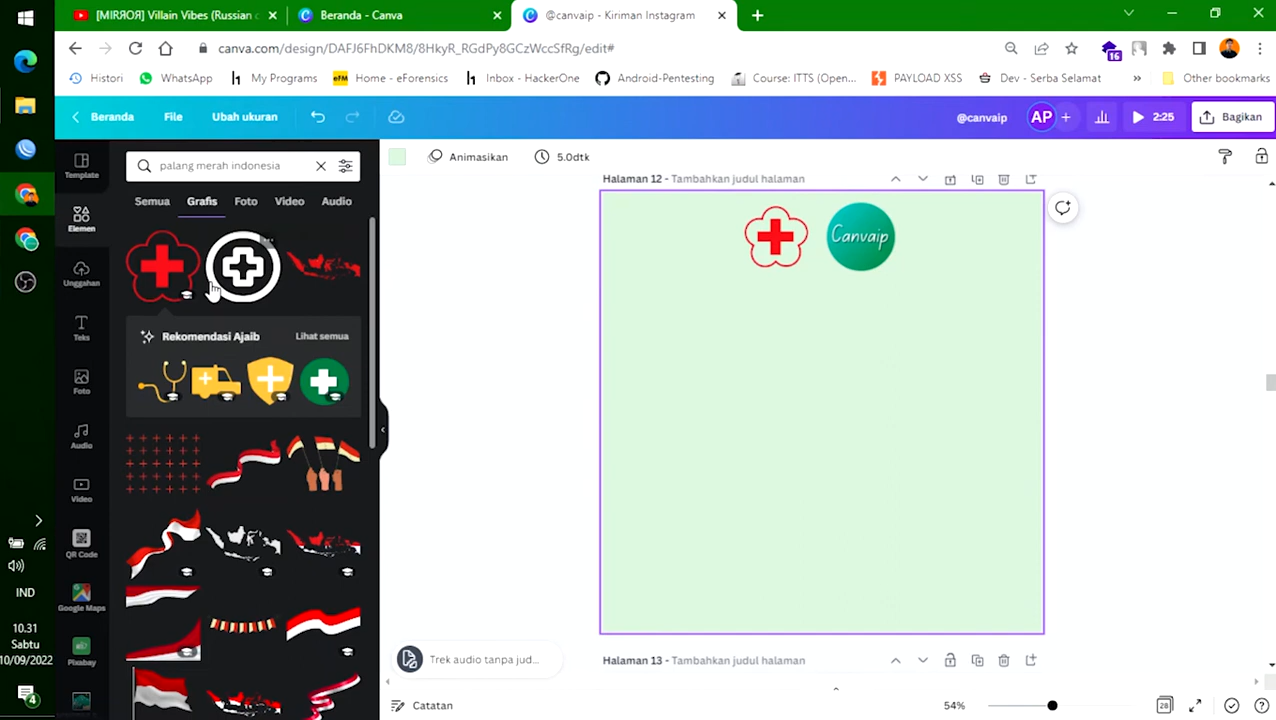 [MIRЯOЯ] Villain Vibes (Russian c
Beranda - Canva
@canvaip - Kiriman Instagram
canva.com/design/DAFJ6FhDKM8/8HkyR_RGdPy8GCzWccSfRg/edit#
16
Histori
WhatsApp
My Programs
Home - eForensics
Inbox - HackerOne
Android-Pentesting
Course: ITTS (Open...
PAYLOAD XSS
Dev - Serba Selamat
Other bookmarks
Beranda
File
Ubah ukuran
@canvaip
AP
2:25
Bagikan
Template
Elemen
Unggahan
Teks
Foto
Audio
Video
QR Code
Google Maps
Pixabay
palang merah indonesia
Semua
Grafis
Foto
Video
Audio
Rekomendasi Ajaib
Lihat semua
Animasikan
5.0dtk
Halaman 12 - Tambahkan judul halaman
Canvaip
Halaman 13 - Tambahkan judul halaman
Trek audio tanpa jud...
Catatan
54%
28
IND
10.31
Sabtu
10/09/2022
4